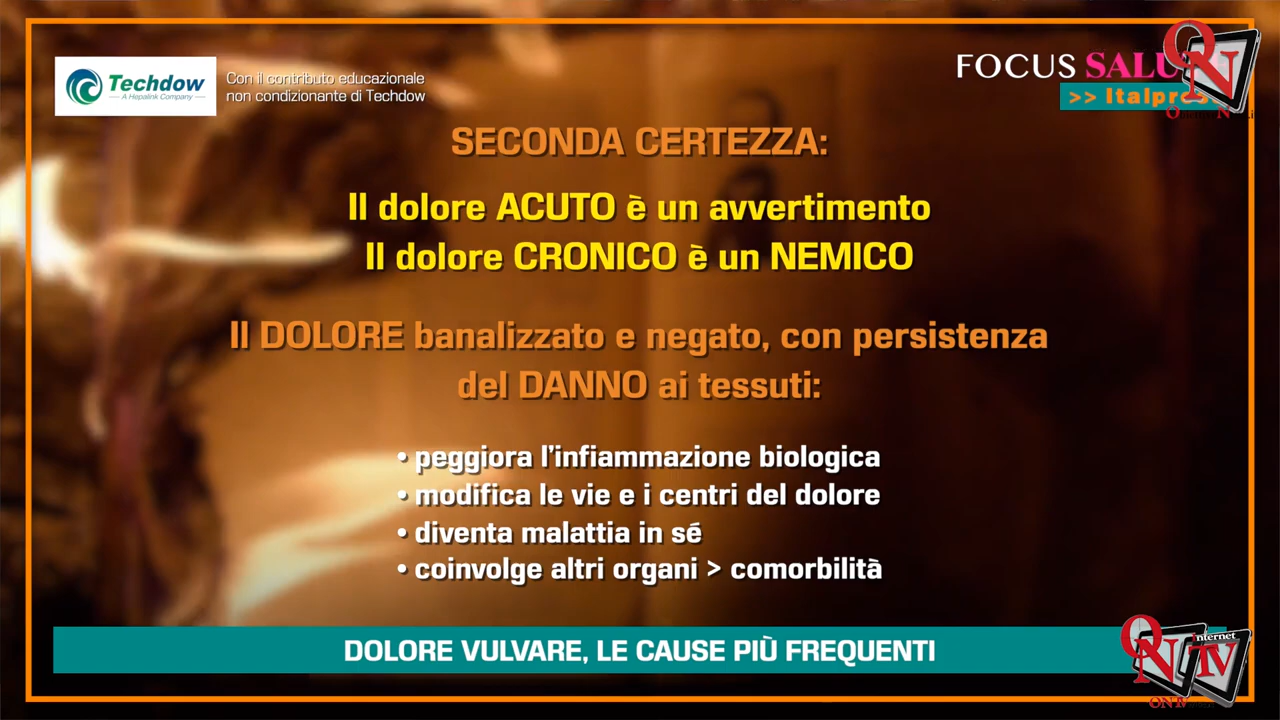 Techdow
A Hepalink Company
Con il contributo educazionale
non condizionante di Techdow
FOCUS SALU
>> Italpre
QN
SECONDA CERTEZZA:
Il dolore ACUTO è un avvertimento
Il dolore CRONICO è un NEMICO
Il DOLORE banalizzato e negato, con persistenza
del DANNO ai tessuti:
• peggiora l'infiammazione biologica
• modifica le vie e i centri del dolore
• diventa malattia in sé
• coinvolge altri organi > comorbilità
DOLORE VULVARE, LE CAUSE PIÙ FREQUENTI
QN internet TV